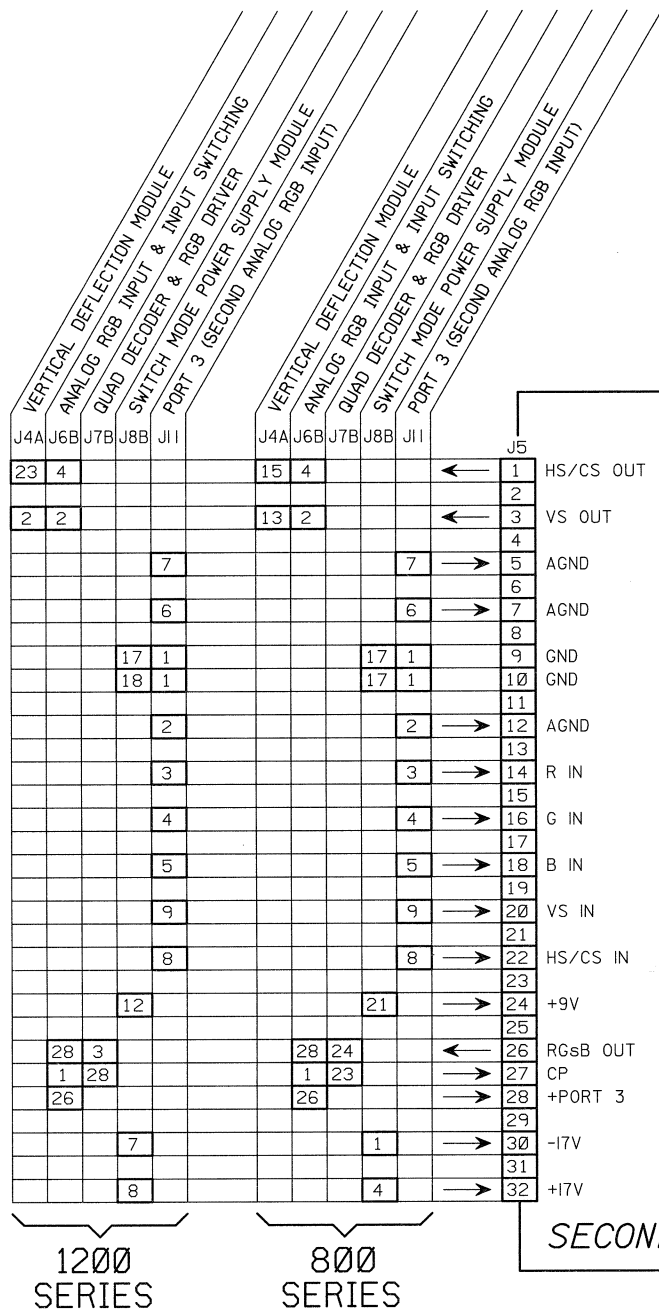 VERTICAL DEFLECTION MODULE
ANALOG RGB INPUT & INPUT SWITCHING
QUAD DECODER & RGB DRIVER
SWITCH MODE POWER SUPPLY MODULE
PORT 3 (SECOND ANALOG RGB INPUT)
VERTICAL DEFLECTION MODULE
ANALOG RGB INPUT & INPUT SWITCHING
QUAD DECODER & RGB DRIVER
SWITCH MODE POWER SUPPLY MODULE
PORT 3 (SECOND ANALOG RGB INPUT)
J4A J6B J7B J8B J11 J4A J6B J7B J8B J11
J5
23 4 15 4 1 HS/CS OUT
2
2 2 13 2 3 VS OUT
4
7 7 5 AGND
6
6 6 7 AGND
8
17 1 17 1 9 GND
18 1 17 1 10 GND
11
2 2 12 AGND
13
3 3 14 R IN
15
4 4 16 G IN
17
5 5 18 B IN
19
9 9 20 VS IN
21
8 8 22 HS/CS IN
23
12 21 24 +9V
25
28 3 28 24 26 RGsB OUT
1 28 1 23 27 CP
26 26 28 +PORT 3
29
7 1 30 -17V
31
8 4 32 +17V
1200 SERIES
800 SERIES
SECON